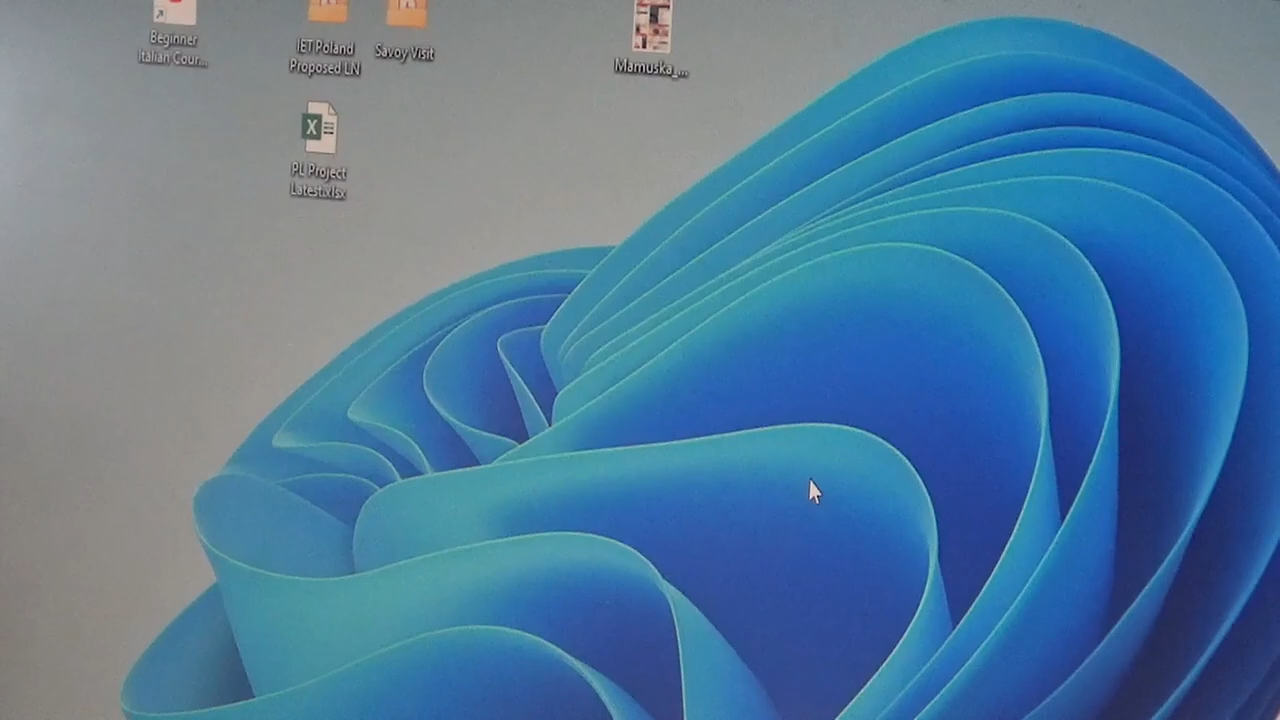 Beginner
Italian Cour...
IET Poland
Proposed LN
Savoy Visit
Mamuska_...
PL Project
Latest.xlsx